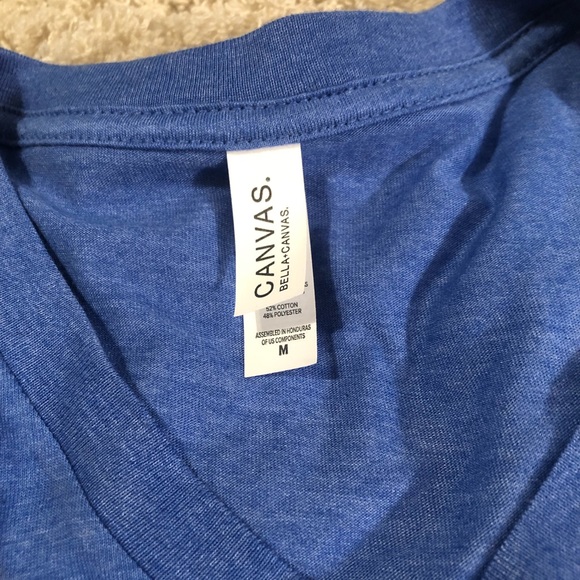 CANVAS.
BELLA+CANVAS.
52% COTTON
48% POLYESTER
ASSEMBLED IN HONDURAS
OF US COMPONENTS
M